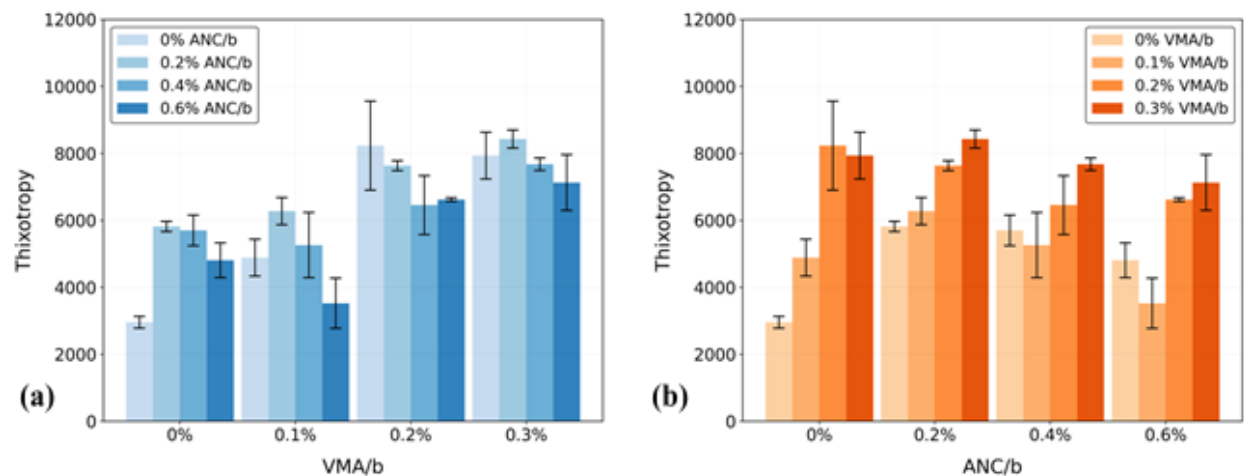 12000
10000
8000
6000
4000
2000
0
Thixotropy
0% ANC/b
0.2% ANC/b
0.4% ANC/b
0.6% ANC/b
(a)
0% 0.1% 0.2% 0.3%
VMA/b
12000
10000
8000
6000
4000
2000
0
Thixotropy
0% VMA/b
0.1% VMA/b
0.2% VMA/b
0.3% VMA/b
(b)
0% 0.2% 0.4% 0.6%
ANC/b